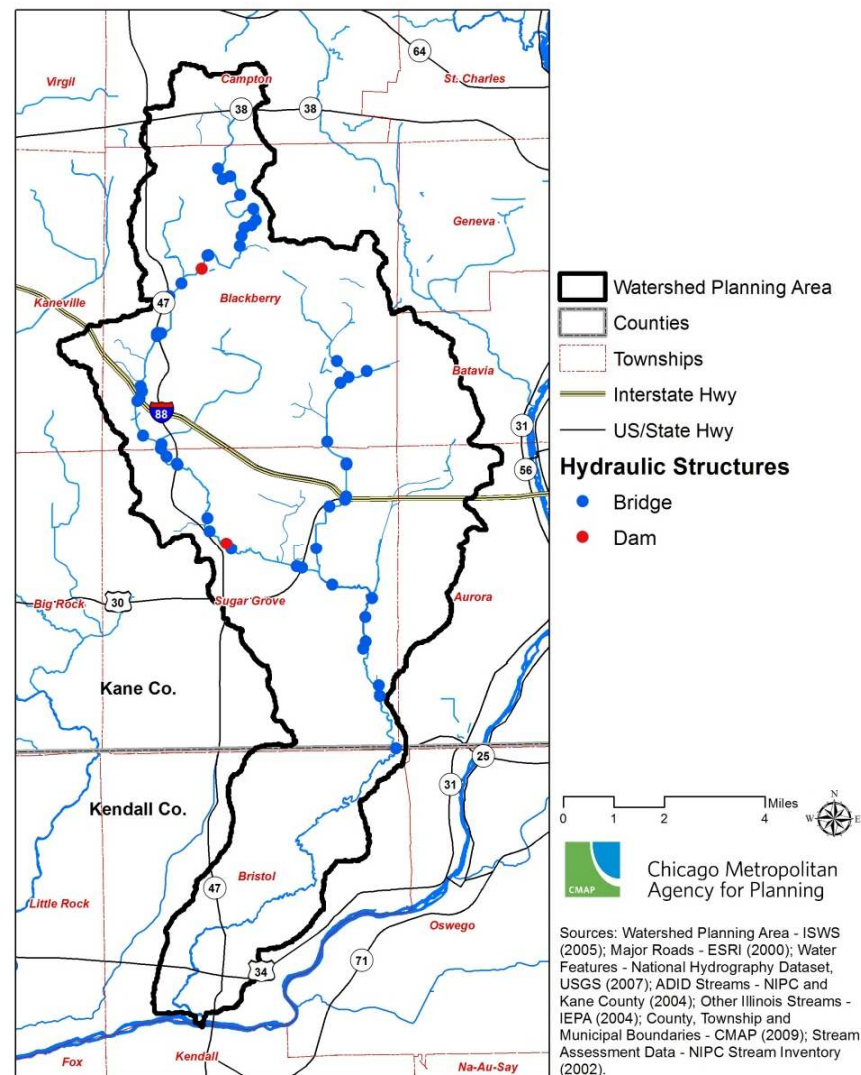 64
Virgil
Campton
St. Charles
38
38
Geneva
Kaneville
47
Blackberry
Batavia
88
31
56
Big Rock
30
Sugar Grove
Aurora
Kane Co.
25
31
Kendall Co.
Bristol
47
Little Rock
Oswego
34
71
Fox
Kendall
Na-Au-Say
Watershed Planning Area
Counties
Townships
Interstate Hwy
US/State Hwy
Hydraulic Structures
Bridge
Dam
Miles
0 1 2 4
N
W E
S
CMAP
Chicago Metropolitan
Agency for Planning
Sources: Watershed Planning Area - ISWS
(2005); Major Roads - ESRI (2000); Water
Features - National Hydrography Dataset,
USGS (2007); ADID Streams - NIPC and
Kane County (2004); Other Illinois Streams -
IEPA (2004); County, Township and
Municipal Boundaries - CMAP (2009); Stream
Assessment Data - NIPC Stream Inventory
(2002).